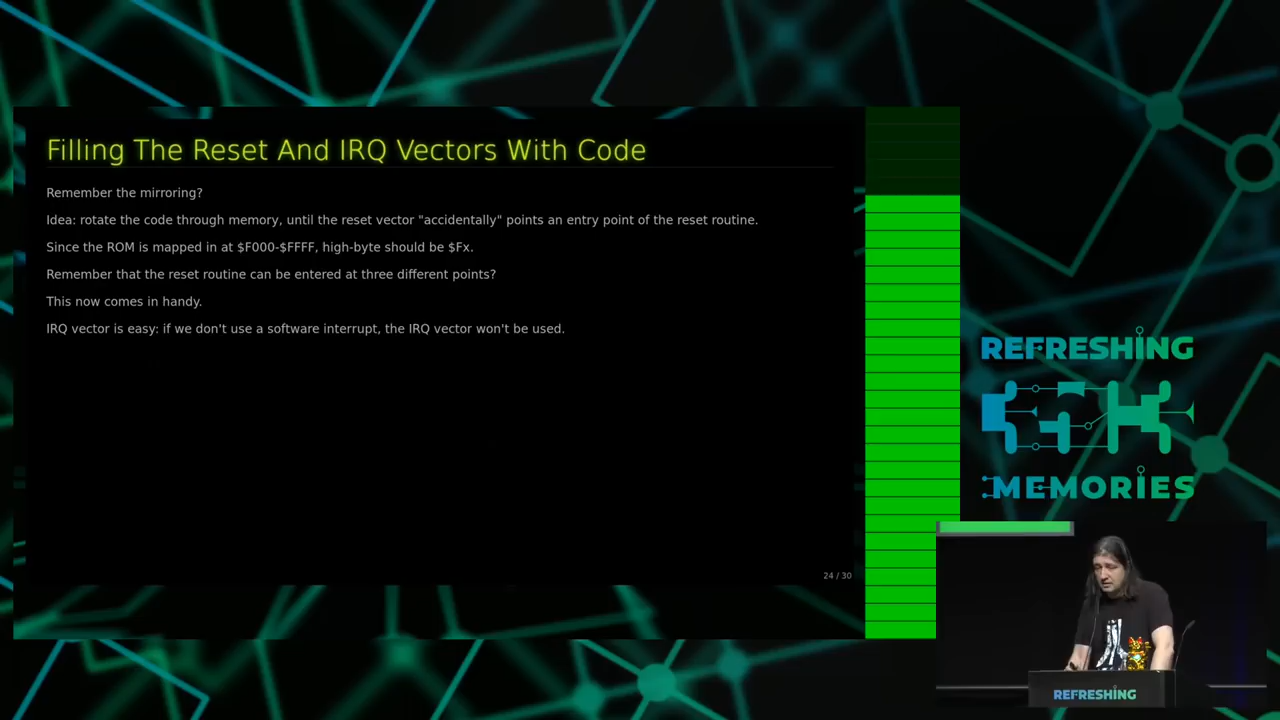 Filling The Reset And IRQ Vectors With Code
Remember the mirroring?
Idea: rotate the code through memory, until the reset vector "accidentally" points an entry point of the reset routine.
Since the ROM is mapped in at $F000-$FFFF, high-byte should be $Fx.
Remember that the reset routine can be entered at three different points?
This now comes in handy.
IRQ vector is easy: if we don't use a software interrupt, the IRQ vector won't be used.
24 / 30
REFRESHING
MEMORIES
REFRESHING